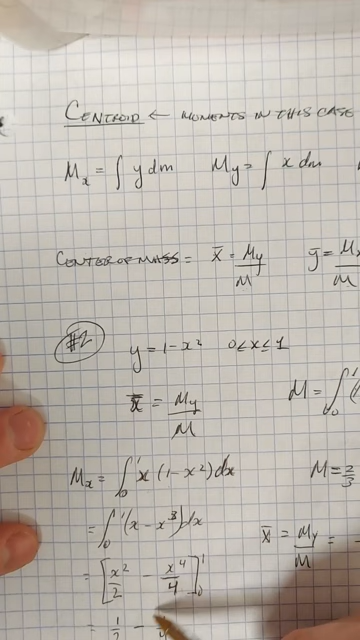 CENTROID ← MOMENTS IN THIS CASE
Mx = ∫ y dm   My = ∫ x dm
CENTER OF MASS = x̄ = My/M   ȳ = Mx/M
#2   y = 1 - x²   0 ≤ x ≤ 1
x̄ = My/M   M = ∫₀¹ (
Mx = ∫₀¹ x (1 - x²) dx   M = 2/3
= ∫₀¹ (x - x³) dx   x̄ = My/M =
= [x²/2 - x⁴/4]₀¹
= 1/2 -